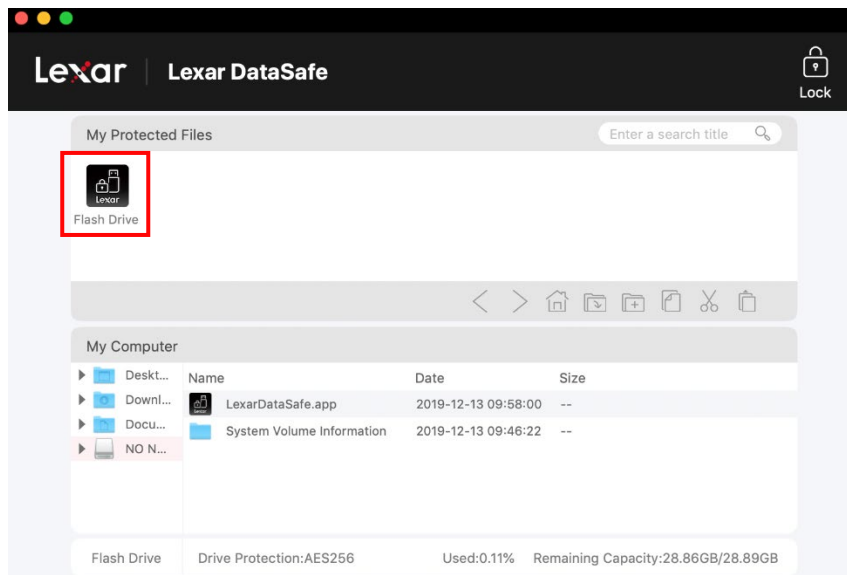 Lexar | Lexar DataSafe
Lock
My Protected Files Enter a search title
Lexar
Flash Drive
My Computer
Deskt... Name Date Size
Downl... LexarDataSafe.app 2019-12-13 09:58:00 --
Docu... System Volume Information 2019-12-13 09:46:22 --
NO N...
Flash Drive Drive Protection:AES256 Used:0.11% Remaining Capacity:28.86GB/28.89GB